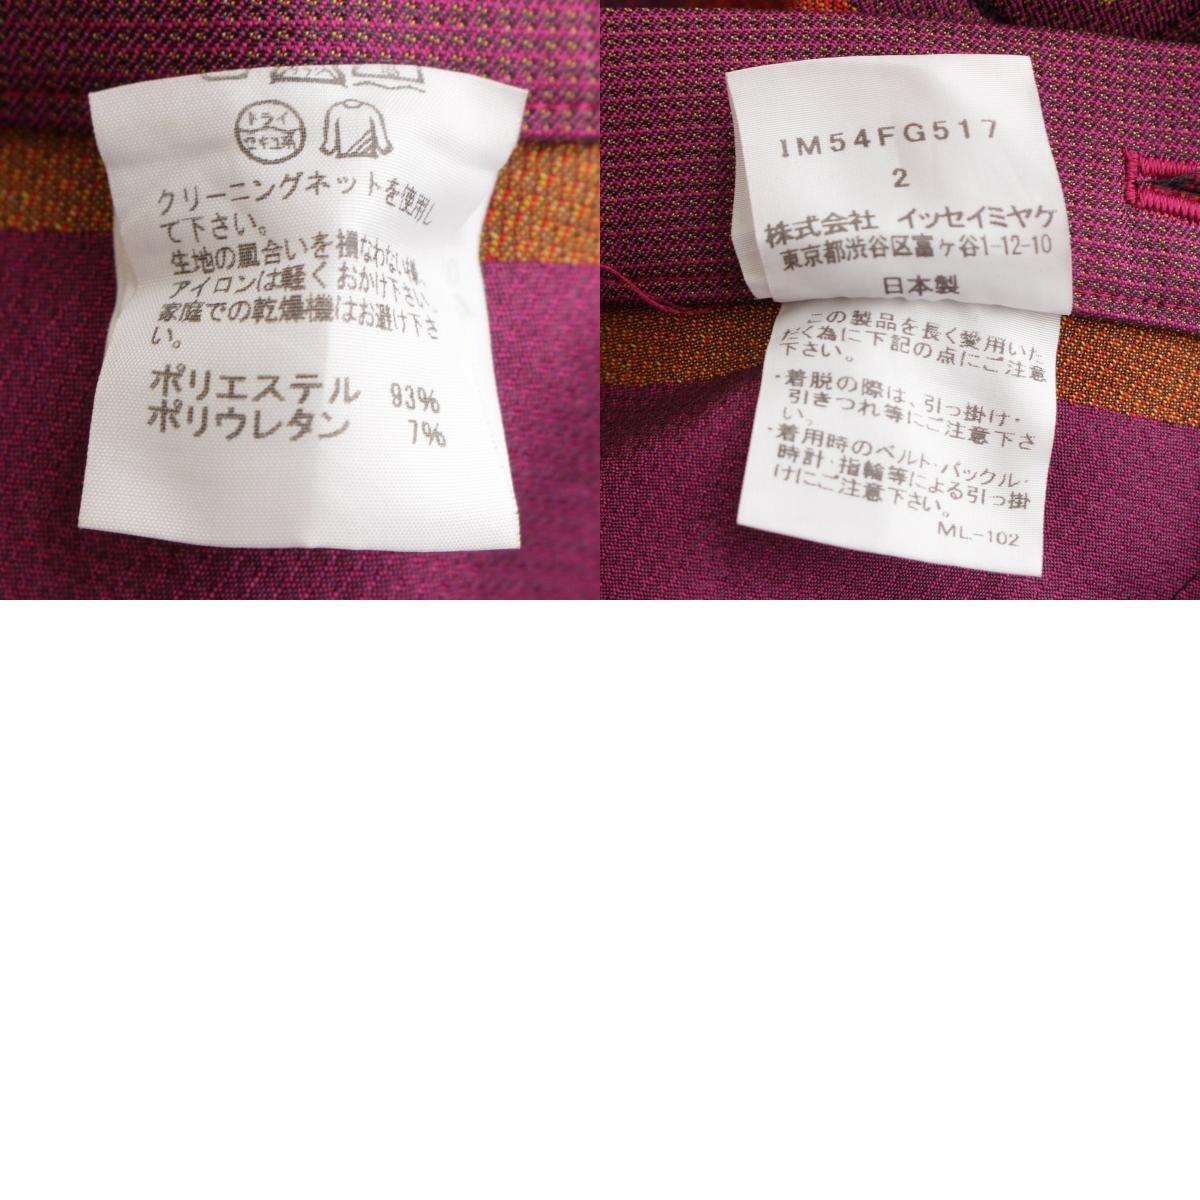 ドライ
セキユ系
クリーニングネットを使用し
て下さい。
生地の風合いを損なわない様、
アイロンは軽くおかけ下さい。
家庭での乾燥機はお避け下さ
い。
ポリエステル 93%
ポリウレタン 7%
IM54FG517
2
株式会社 イッセイミヤケ
東京都渋谷区富ヶ谷1-12-10
日本製
この製品を長く愛用いた
だく為に下記の点にご注意
下さい。
・着脱の際は、引っ掛け・
引きつれ等にご注意下さ
い。
・着用時のベルト・バックル・
時計・指輪等による引っ掛
けにご注意下さい。
ML-102